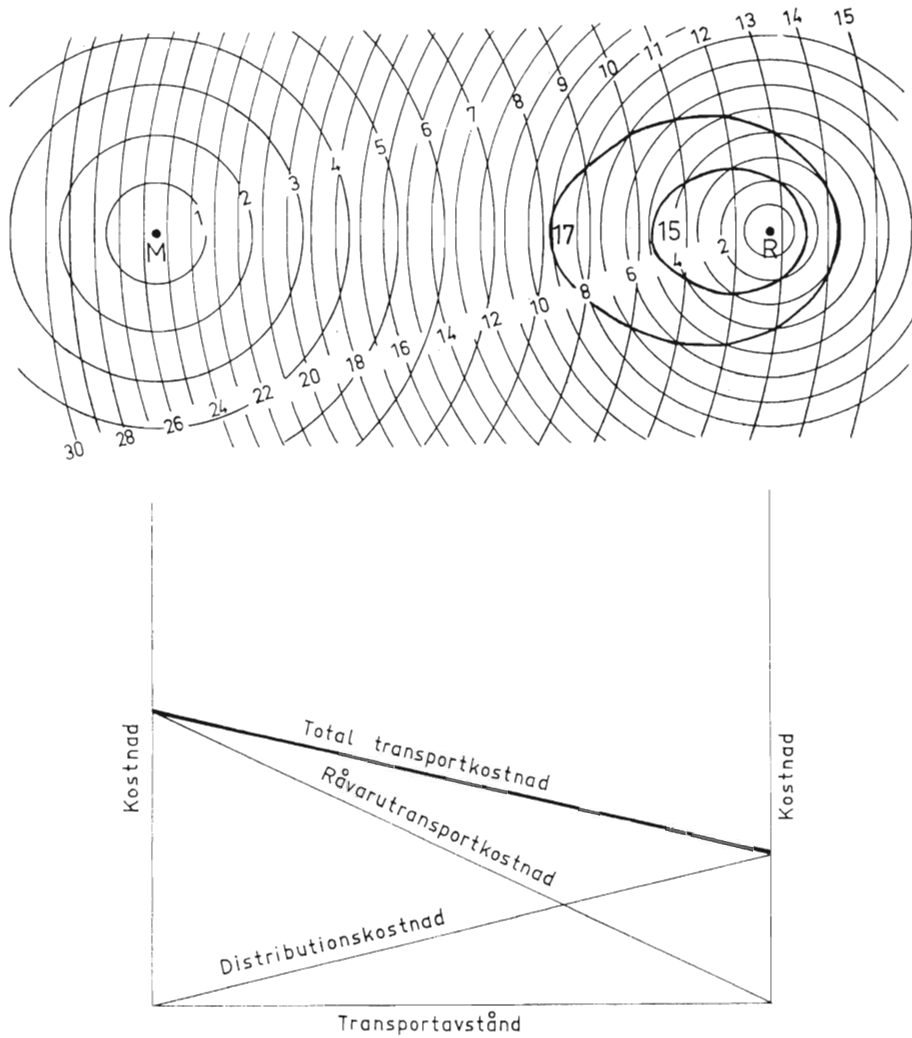 1 2 3 4 5 6 7 8 9 10 11 12 13 14 15
M
17 15 2 R
30 28 26 24 22 20 18 16 14 12 10 8 6 4
Total transportkostnad
Kostnad
Kostnad
Råvarutransportkostnad
Distributionskostnad
Transportavstånd